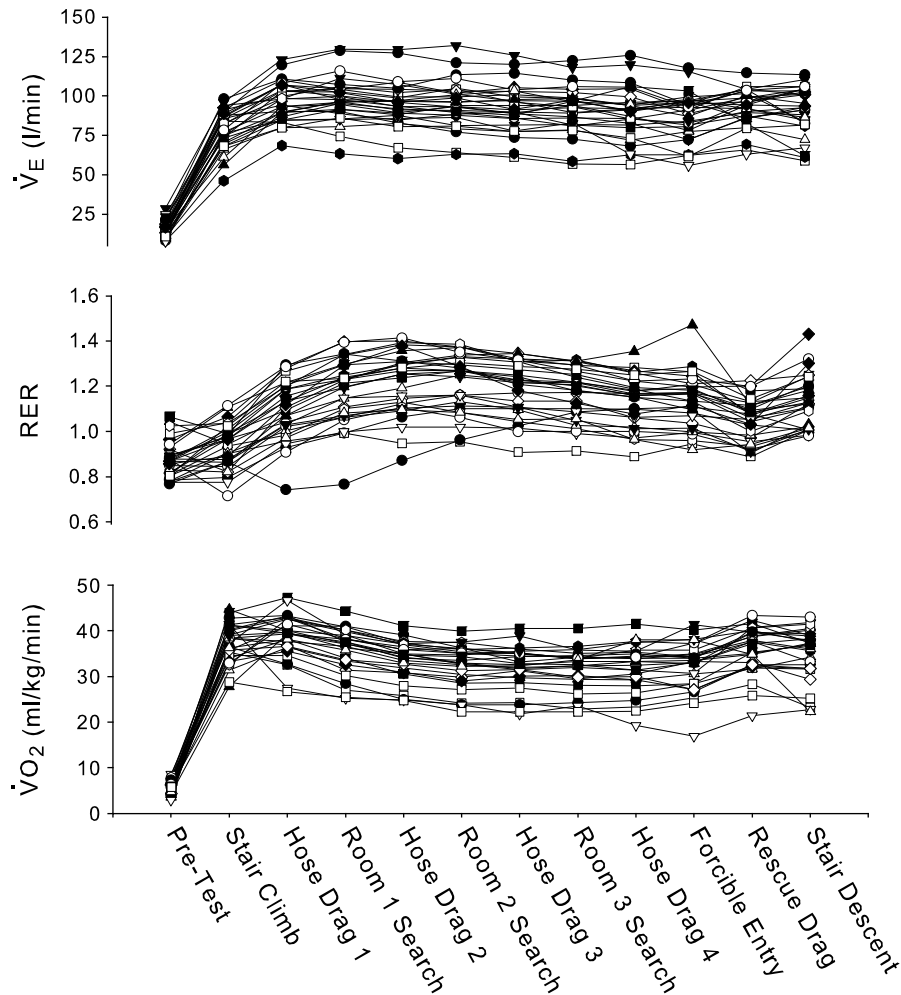 150
125
100
75
50
25
V̇E (l/min)
1.6
1.4
1.2
1.0
0.8
0.6
RER
50
40
30
20
10
0
V̇O2 (ml/kg/min)
Pre-Test
Stair Climb
Hose Drag 1
Room 1 Search
Hose Drag 2
Room 2 Search
Hose Drag 3
Room 3 Search
Hose Drag 4
Forcible Entry
Rescue Drag
Stair Descent